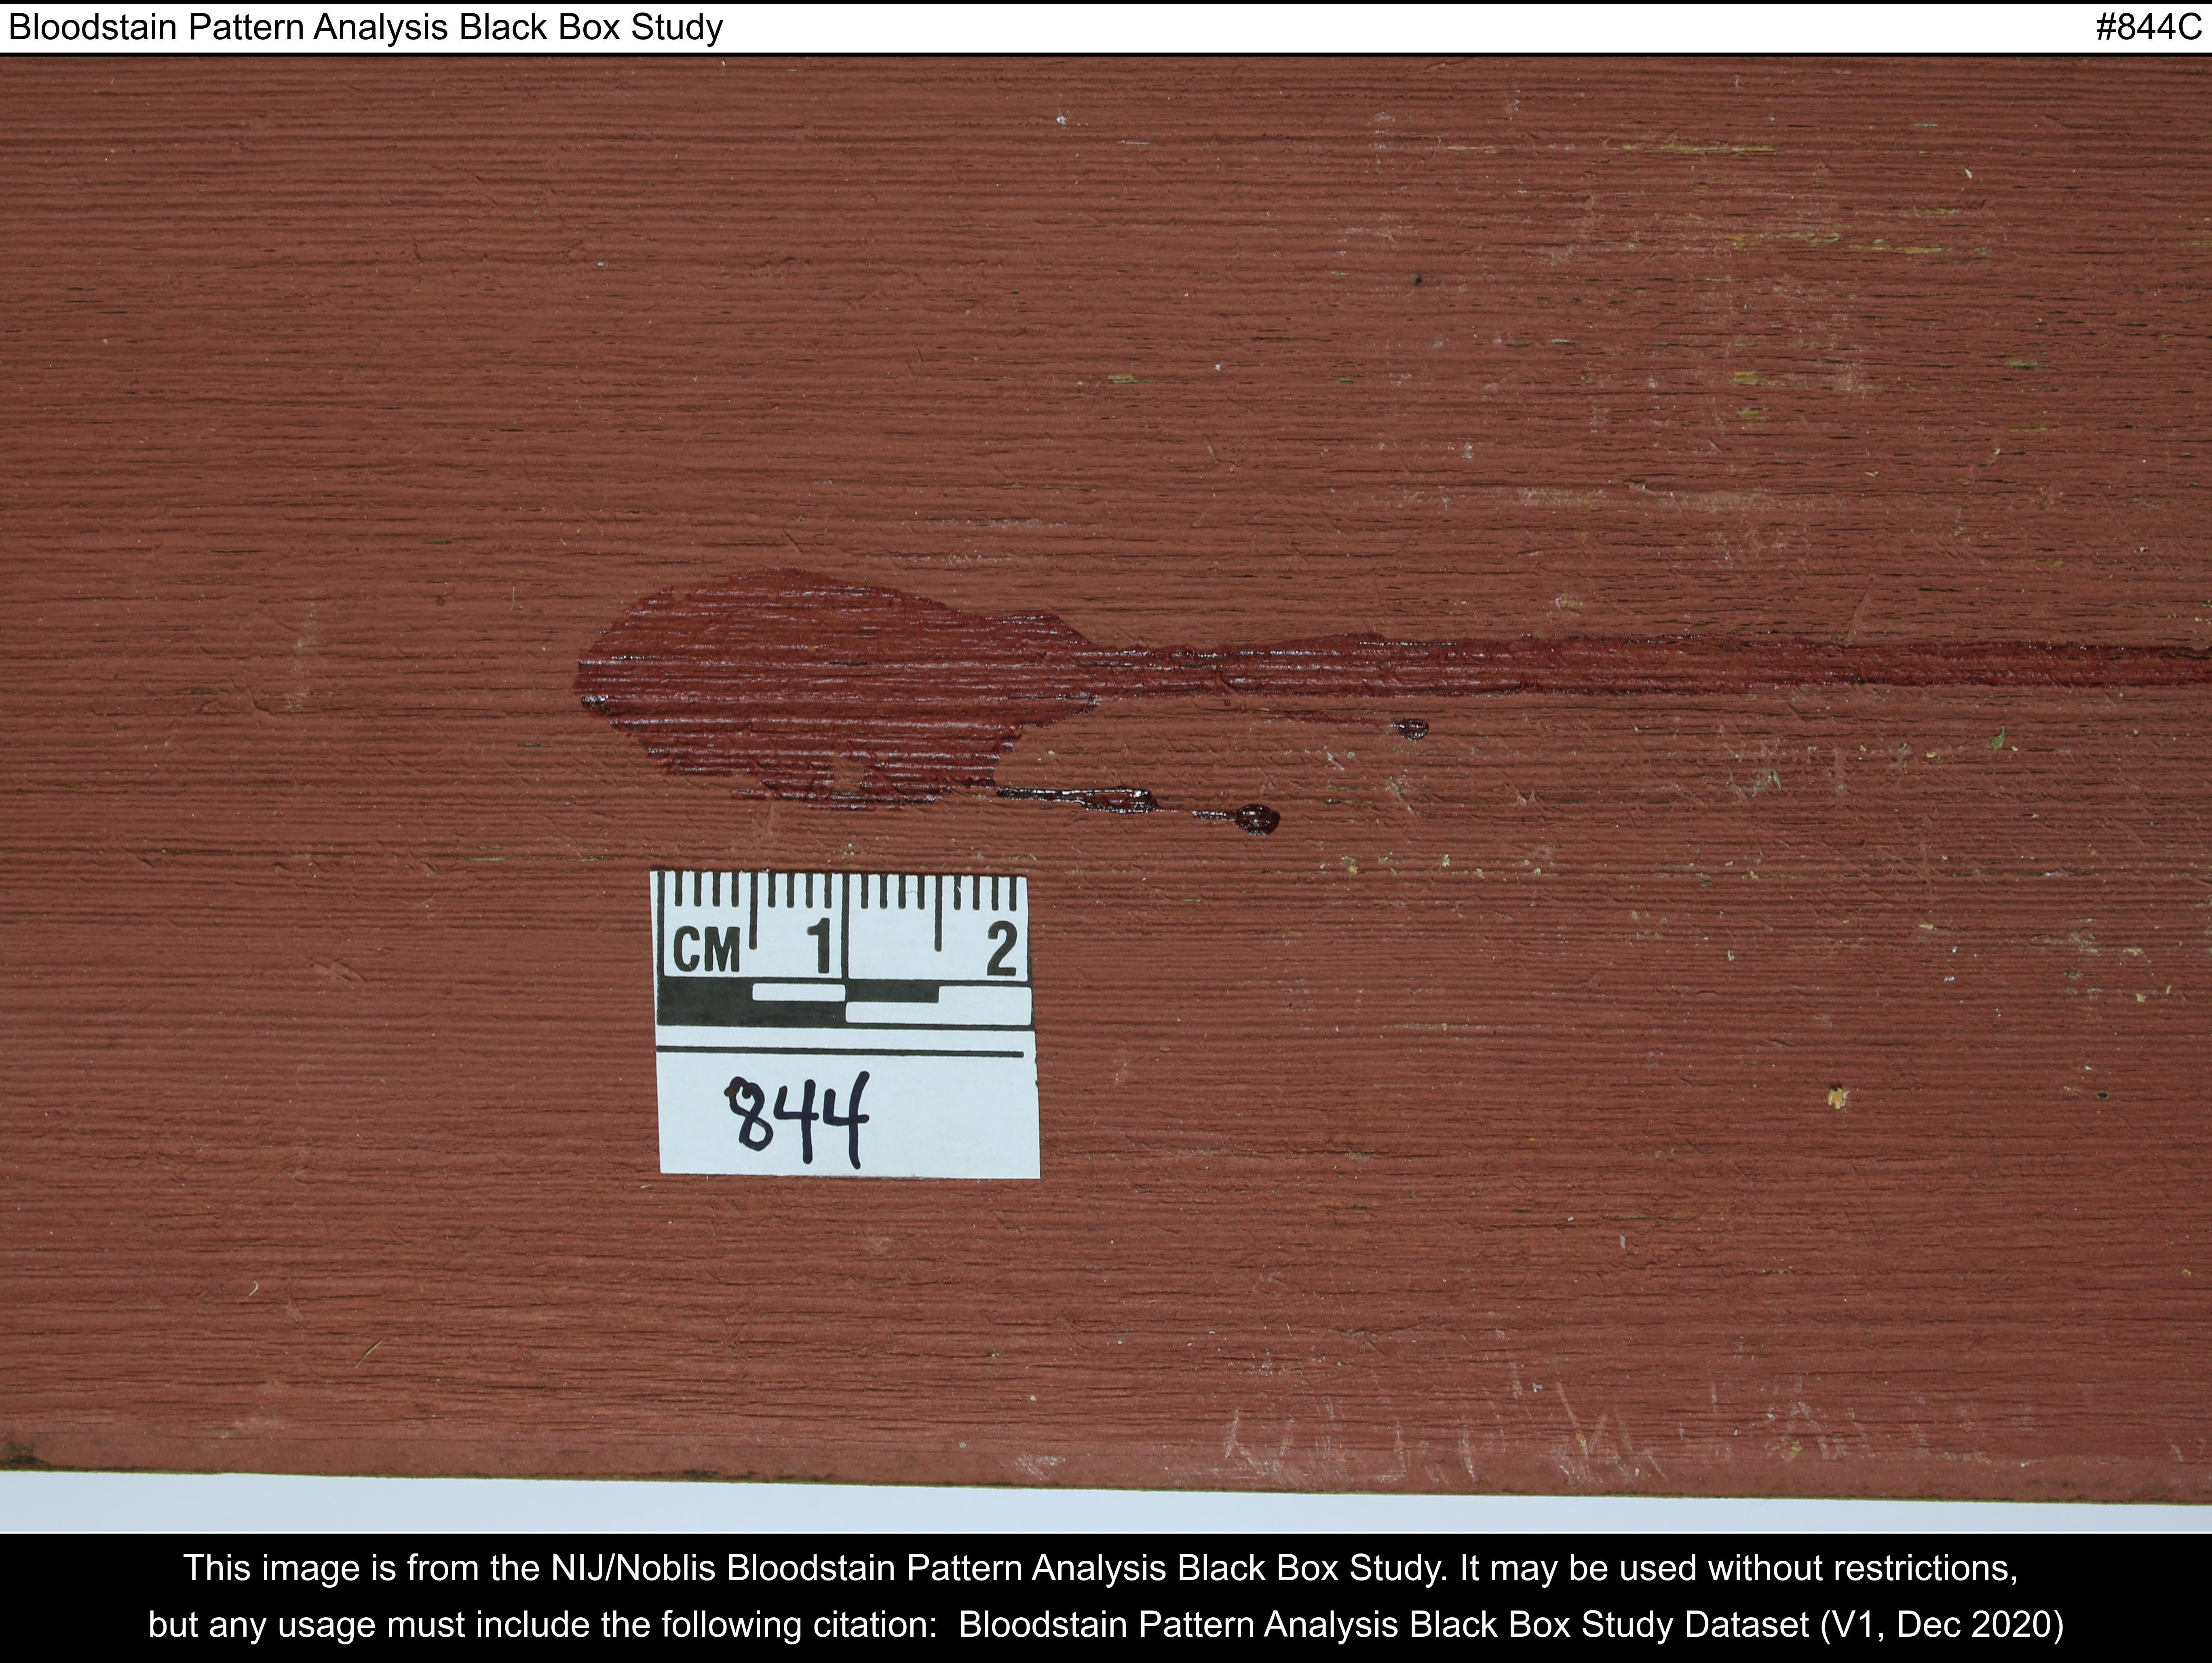 Bloodstain Pattern Analysis Black Box Study #844C
CM 1 2
844
This image is from the NIJ/Noblis Bloodstain Pattern Analysis Black Box Study. It may be used without restrictions,
but any usage must include the following citation: Bloodstain Pattern Analysis Black Box Study Dataset (V1, Dec 2020)